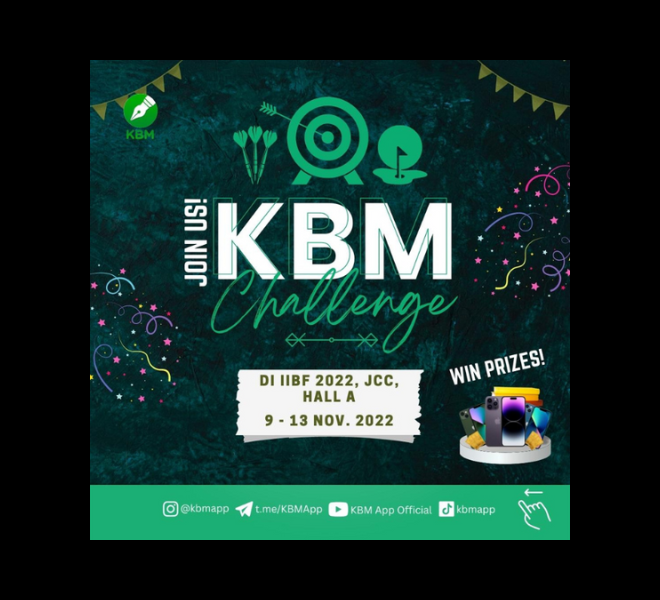 KBM
JOIN US!
KBM
Challenge
DI IIBF 2022, JCC,
HALL A
9 - 13 NOV. 2022
WIN PRIZES!
@kbmapp t.me/KBMApp KBM App Official kbmapp